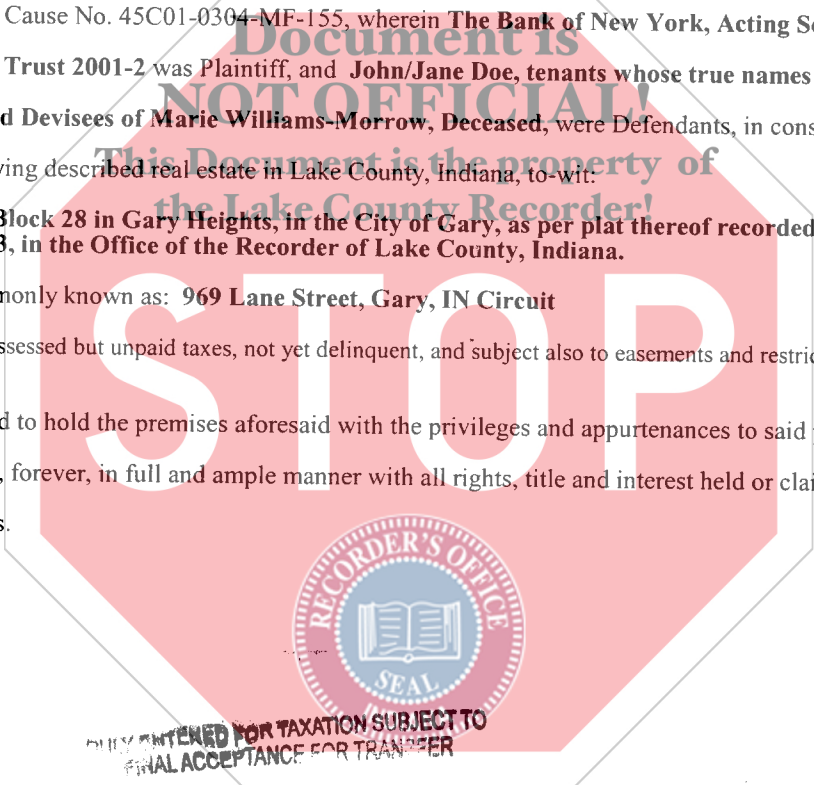 Cause No. 45C01-0304-MF-155, wherein The Bank of New York, Acting
Document is
Trust 2001-2 was Plaintiff, and John/Jane Doe, tenants whose true names
NOT OFFICIAL!
d Devisees of Marie Williams-Morrow, Deceased, were Defendants, in cons
This Document is the property of
ving described real estate in Lake County, Indiana, to-wit:
the Lake County Recorder!
Block 28 in Gary Heights, in the City of Gary, as per plat thereof recorded
3, in the Office of the Recorder of Lake County, Indiana.
monly known as: 969 Lane Street, Gary, IN Circuit
STOP
ssessed but unpaid taxes, not yet delinquent, and subject also to easements and restric
d to hold the premises aforesaid with the privileges and appurtenances to said
, forever, in full and ample manner with all rights, title and interest held or clai
s.
RECORDER'S OFFICE
SEAL
DULY ENTERED FOR TAXATION SUBJECT TO
FINAL ACCEPTANCE FOR TRANSFER